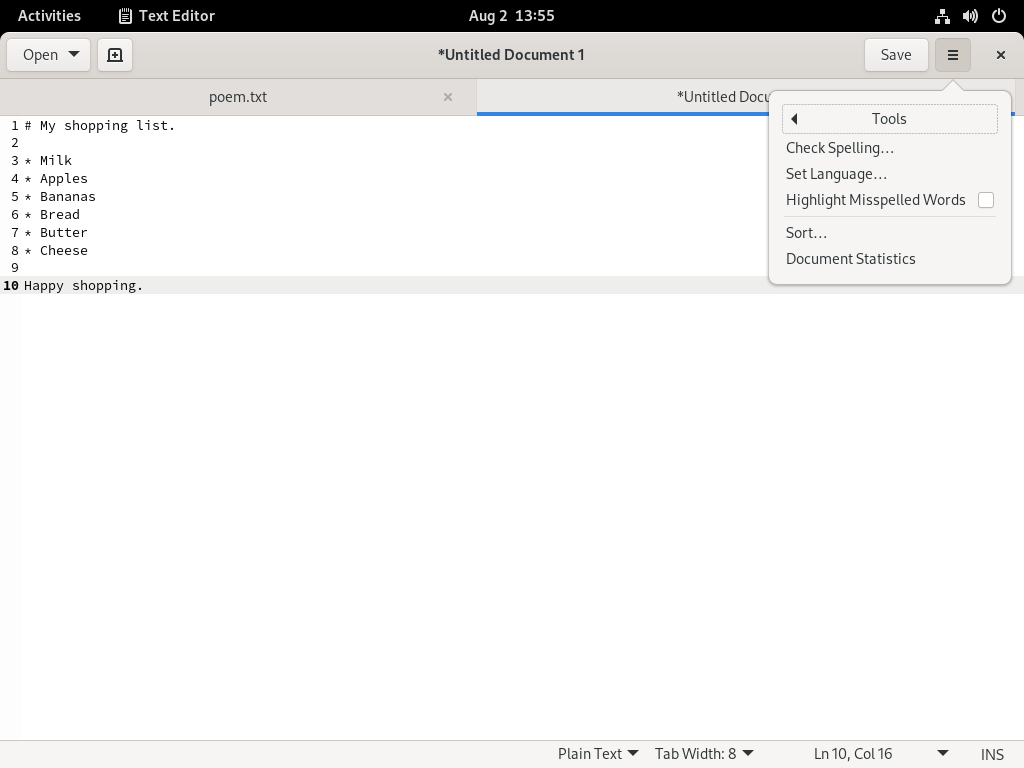 Activities Text Editor Aug 2 13:55
Open *Untitled Document 1 Save
poem.txt *Untitled Docu
Tools
Check Spelling…
Set Language…
Highlight Misspelled Words
Sort…
Document Statistics
1 # My shopping list.
2
3 * Milk
4 * Apples
5 * Bananas
6 * Bread
7 * Butter
8 * Cheese
9
10 Happy shopping.
Plain Text Tab Width: 8 Ln 10, Col 16 INS